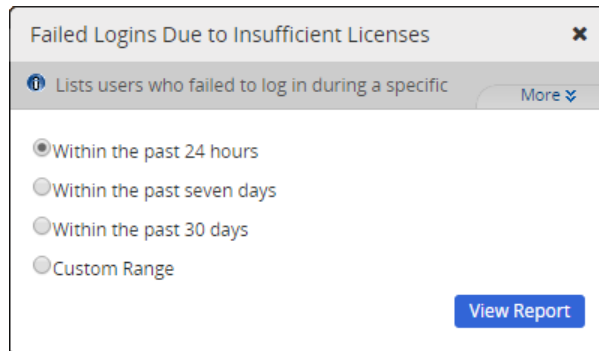 Failed Logins Due to Insufficient Licenses
Lists users who failed to log in during a specific
More
Within the past 24 hours
Within the past seven days
Within the past 30 days
Custom Range
View Report